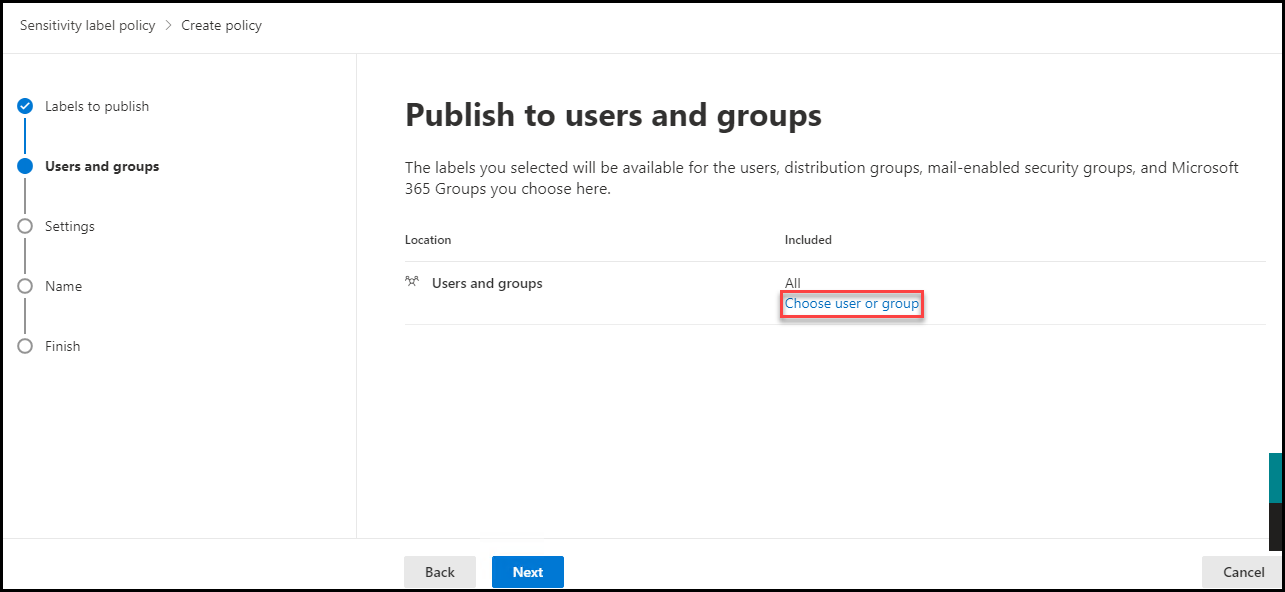 Sensitivity label policy > Create policy
Labels to publish
Users and groups
Settings
Name
Finish
Publish to users and groups
The labels you selected will be available for the users, distribution groups, mail-enabled security groups, and Microsoft
365 Groups you choose here.
Location Included
Users and groups All
Choose user or group
Back Next Cancel